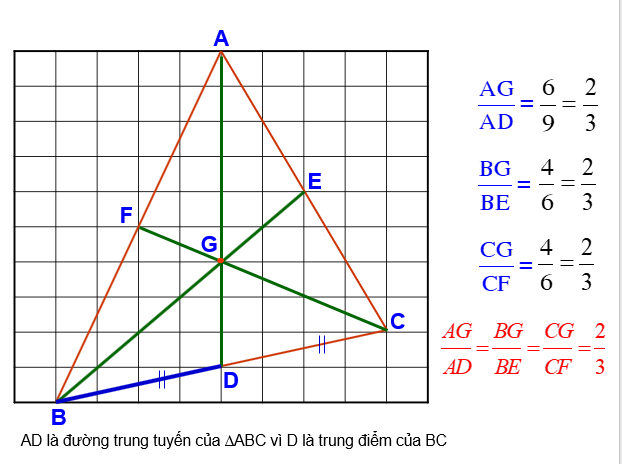 A
AG/AD = 6/9 = 2/3
E
BG/BE = 4/6 = 2/3
F
G
CG/CF = 4/6 = 2/3
C
AG/AD = BG/BE = CG/CF = 2/3
D
B
AD là đường trung tuyến của ∆ABC vì D là trung điểm của BC